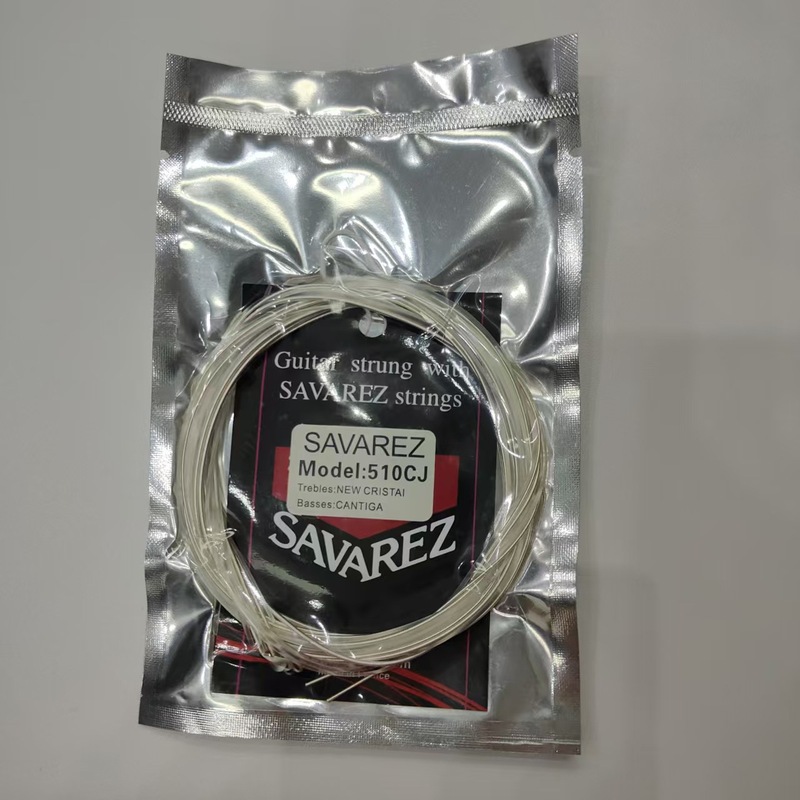 Guitar strung with
SAVAREZ strings
SAVAREZ
Model:510CJ
Trebles:NEW CRISTAI
Basses:CANTIGA
SAVAREZ